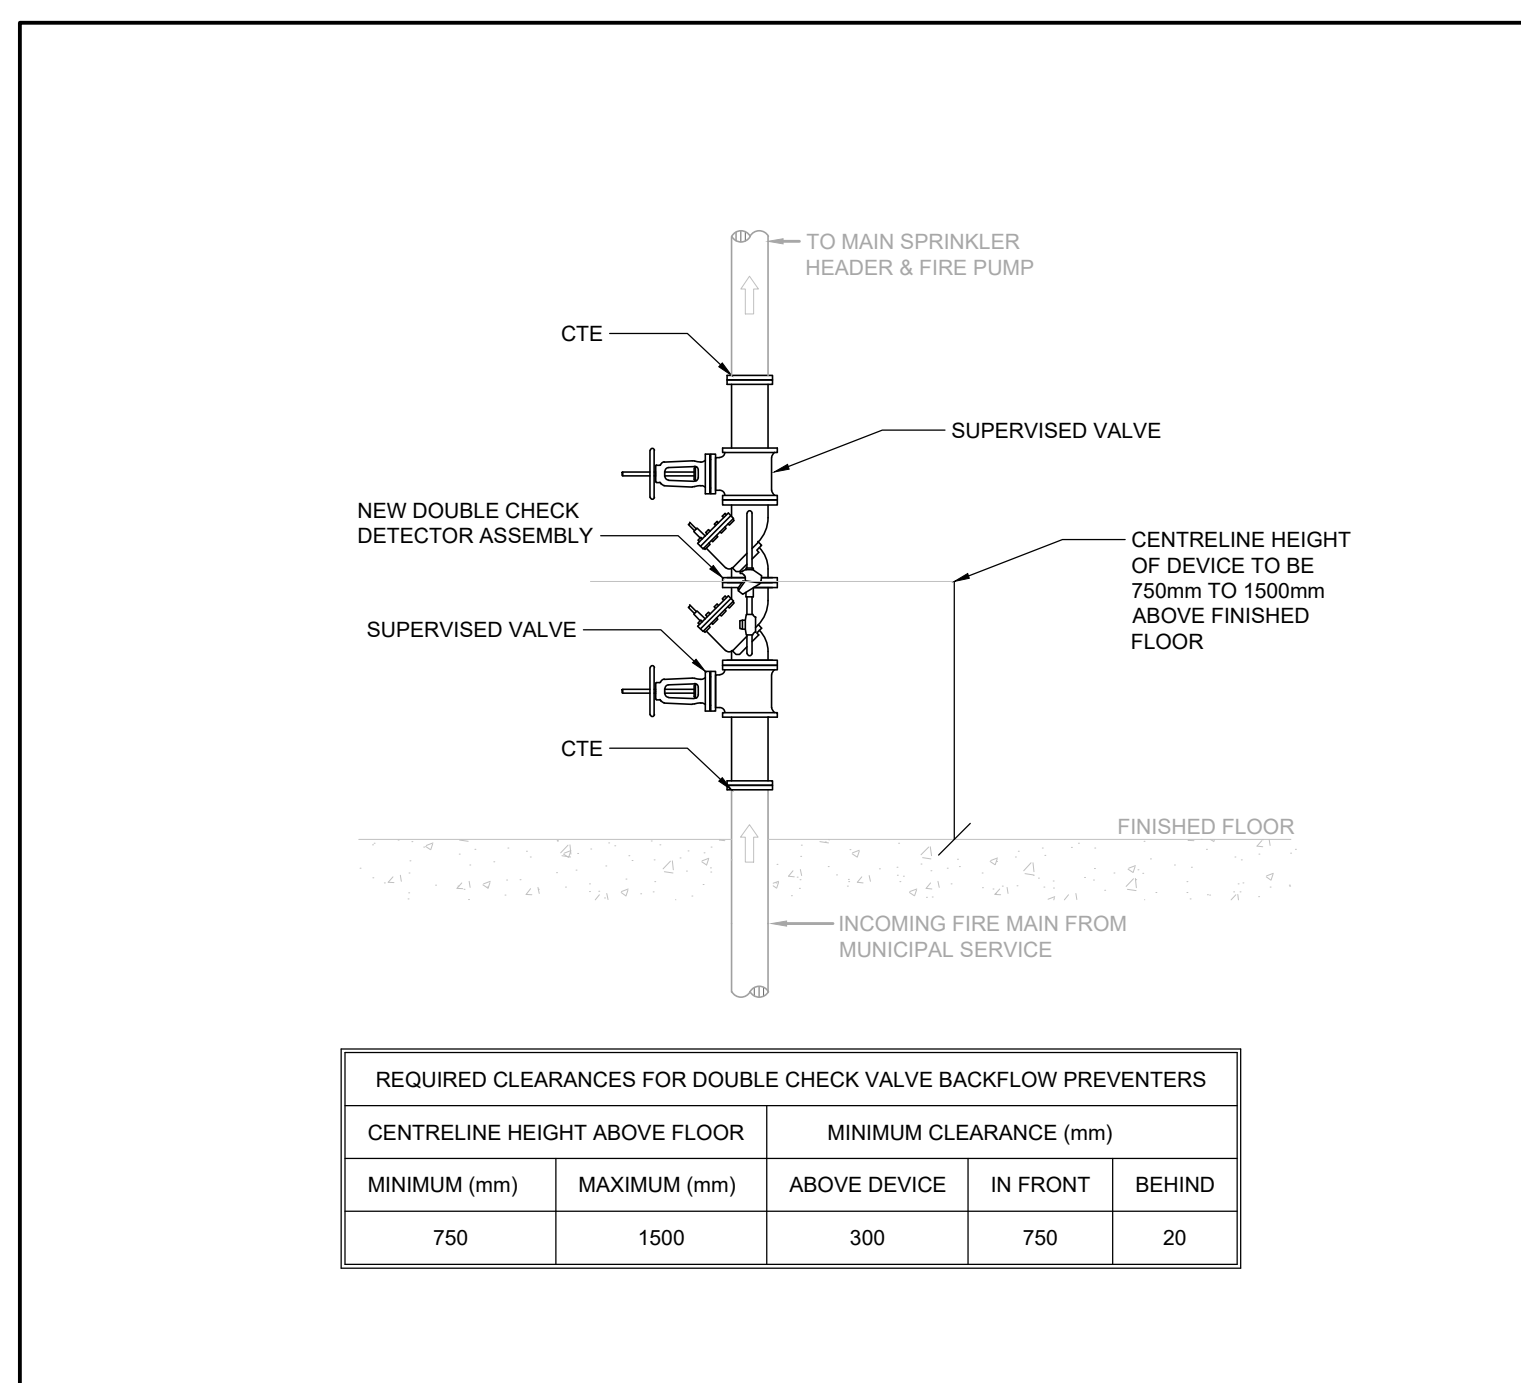 TO MAIN SPRINKLER
HEADER & FIRE PUMP
CTE
SUPERVISED VALVE
NEW DOUBLE CHECK
DETECTOR ASSEMBLY
CENTRELINE HEIGHT
OF DEVICE TO BE
750mm TO 1500mm
ABOVE FINISHED
FLOOR
SUPERVISED VALVE
CTE
FINISHED FLOOR
INCOMING FIRE MAIN FROM
MUNICIPAL SERVICE
REQUIRED CLEARANCES FOR DOUBLE CHECK VALVE BACKFLOW PREVENTERS
CENTRELINE HEIGHT ABOVE FLOOR MINIMUM CLEARANCE (mm)
MINIMUM (mm) MAXIMUM (mm) ABOVE DEVICE IN FRONT BEHIND
750 1500 300 750 20